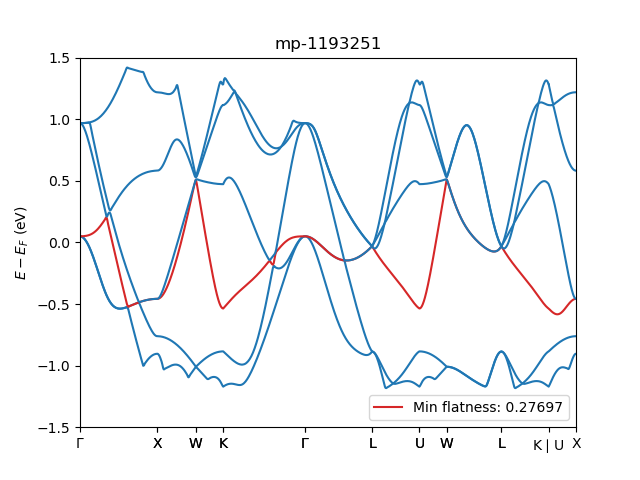 mp-1193251
E − E_F (eV)
1.5
1.0
0.5
0.0
−0.5
−1.0
−1.5
Min flatness: 0.27697
Γ X W K Γ L U W L K | U X